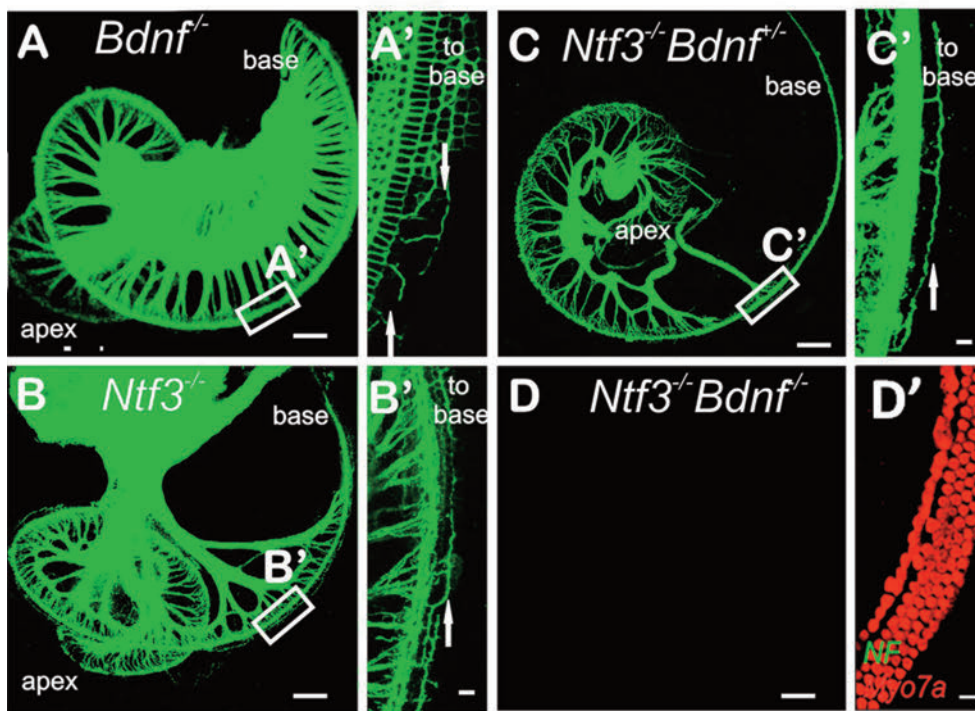 A Bdnf-/-
base
A'
apex
A'
to base
C Ntf3-/-Bdnf+/-
base
apex
C'
C'
to base
B Ntf3-/-
base
B'
apex
B'
to base
D Ntf3-/-Bdnf-/-
D'
NF
Myo7a